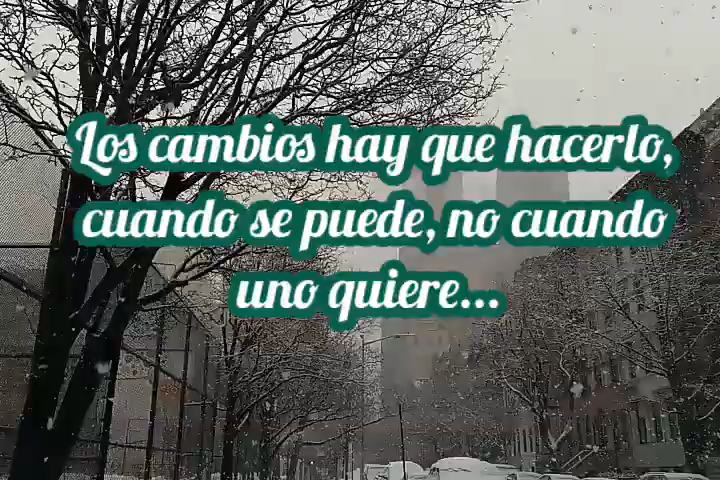 Los cambios hay que hacerlo,
cuando se puede, no cuando
uno quiere...